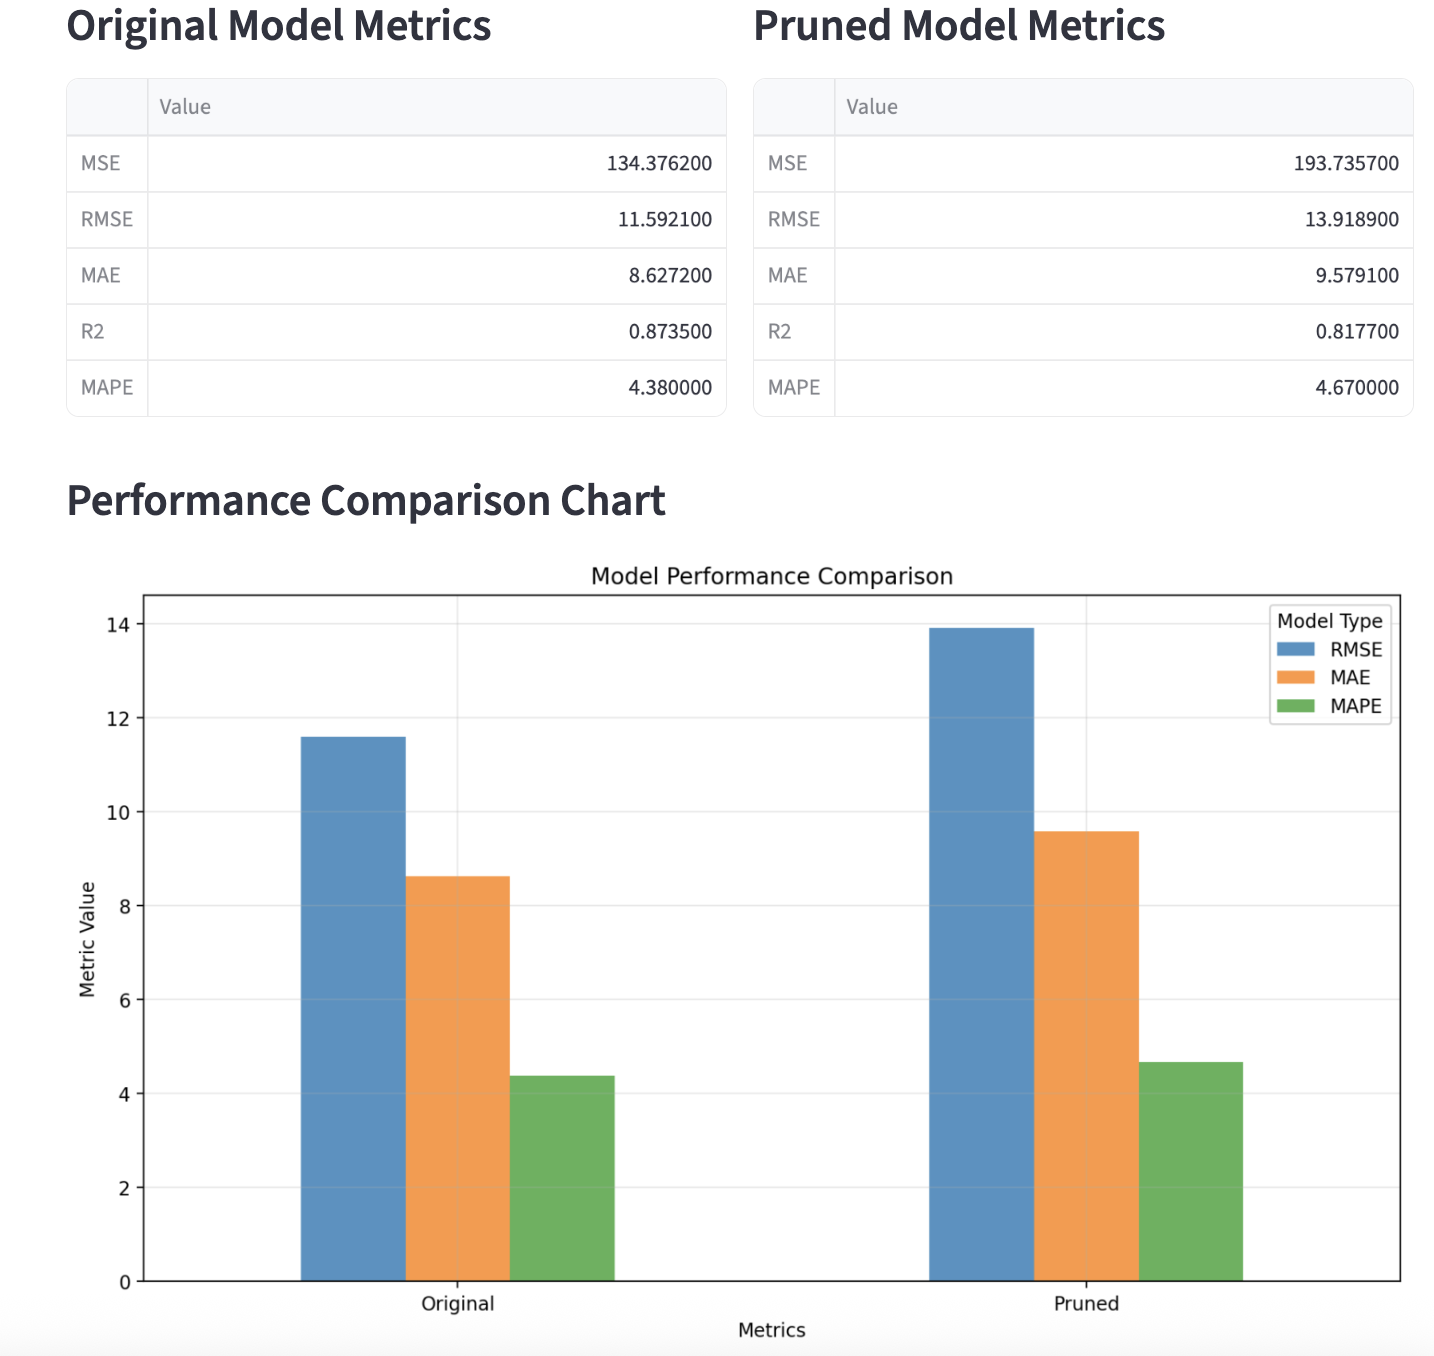 Original Model Metrics
Value
MSE 134.376200
RMSE 11.592100
MAE 8.627200
R2 0.873500
MAPE 4.380000
Pruned Model Metrics
Value
MSE 193.735700
RMSE 13.918900
MAE 9.579100
R2 0.817700
MAPE 4.670000
Performance Comparison Chart
Model Performance Comparison
Model Type
RMSE
MAE
MAPE
Metric Value
14
12
10
8
6
4
2
0
Original
Pruned
Metrics